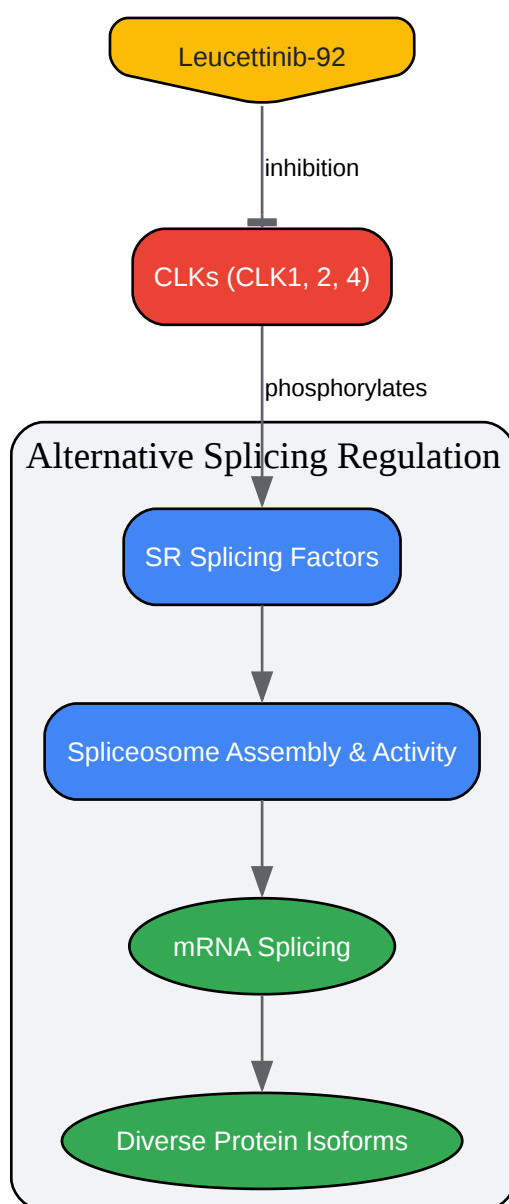 Leucettinib-92
inhibition
CLKs (CLK1, 2, 4)
phosphorylates
Alternative Splicing Regulation
SR Splicing Factors
Spliceosome Assembly & Activity
mRNA Splicing
Diverse Protein Isoforms